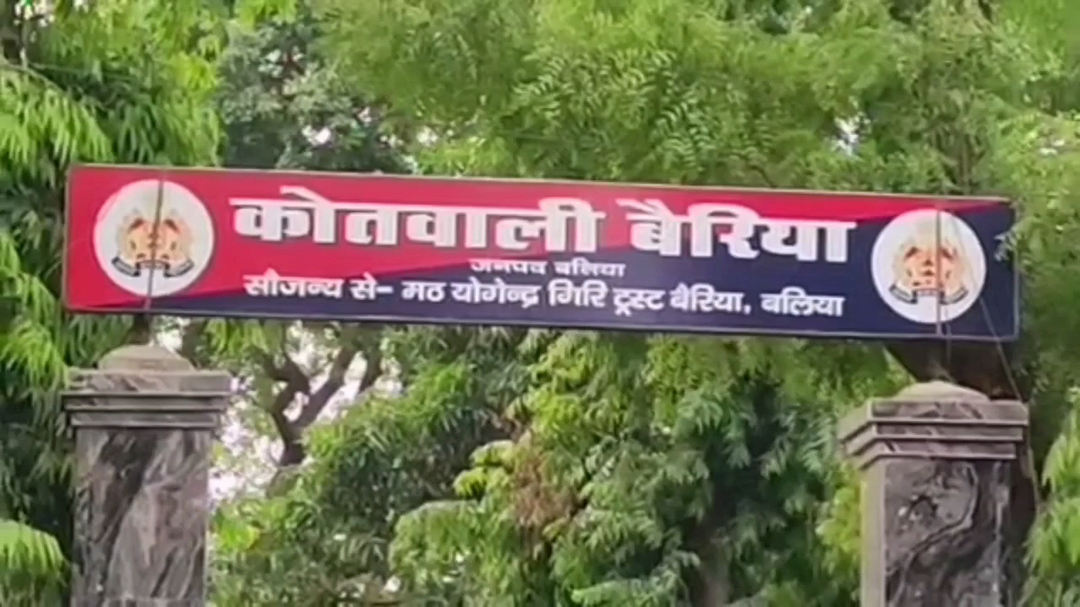 कोतवाली बैरिया
जनपद बलिया
सौजन्य से- मठ योगेन्द्र गिरि ट्रस्ट बैरिया, बलिया